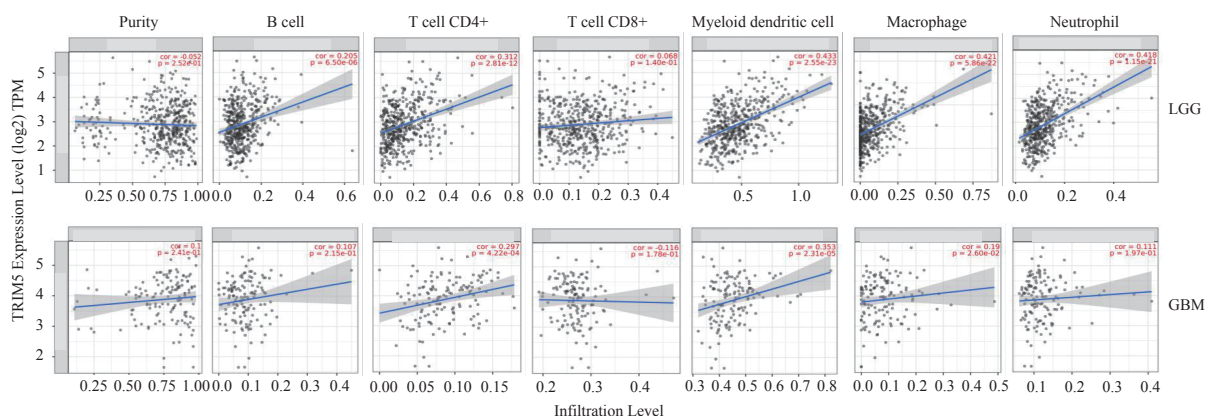 Purity B cell T cell CD4+ T cell CD8+ Myeloid dendritic cell Macrophage Neutrophil
cor = -0.052
p = 2.52e-01
cor = 0.205
p = 6.50e-06
cor = 0.312
p = 2.81e-12
cor = 0.068
p = 1.40e-01
cor = 0.433
p = 2.55e-23
cor = 0.421
p = 5.86e-22
cor = 0.418
p = 1.15e-21
5
4
3
2
1
LGG
0.25 0.50 0.75 1.00 0.0 0.2 0.4 0.6 0.0 0.2 0.4 0.6 0.8 0.0 0.1 0.2 0.3 0.4 0.5 1.0 0.00 0.25 0.50 0.75 0.0 0.2 0.4
TRIM5 Expression Level (log2) TPM
cor = 0.1
p = 2.41e-01
cor = 0.107
p = 2.15e-01
cor = 0.297
p = 4.22e-04
cor = -0.116
p = 1.78e-01
cor = 0.353
p = 2.31e-05
cor = 0.19
p = 2.60e-02
cor = 0.111
p = 1.97e-01
5
4
3
2
GBM
0.25 0.50 0.75 1.00 0.0 0.1 0.2 0.3 0.4 0.00 0.05 0.10 0.15 0.2 0.3 0.4 0.3 0.4 0.5 0.6 0.7 0.8 0.0 0.1 0.2 0.3 0.4 0.5 0.1 0.2 0.3 0.4
Infiltration Level